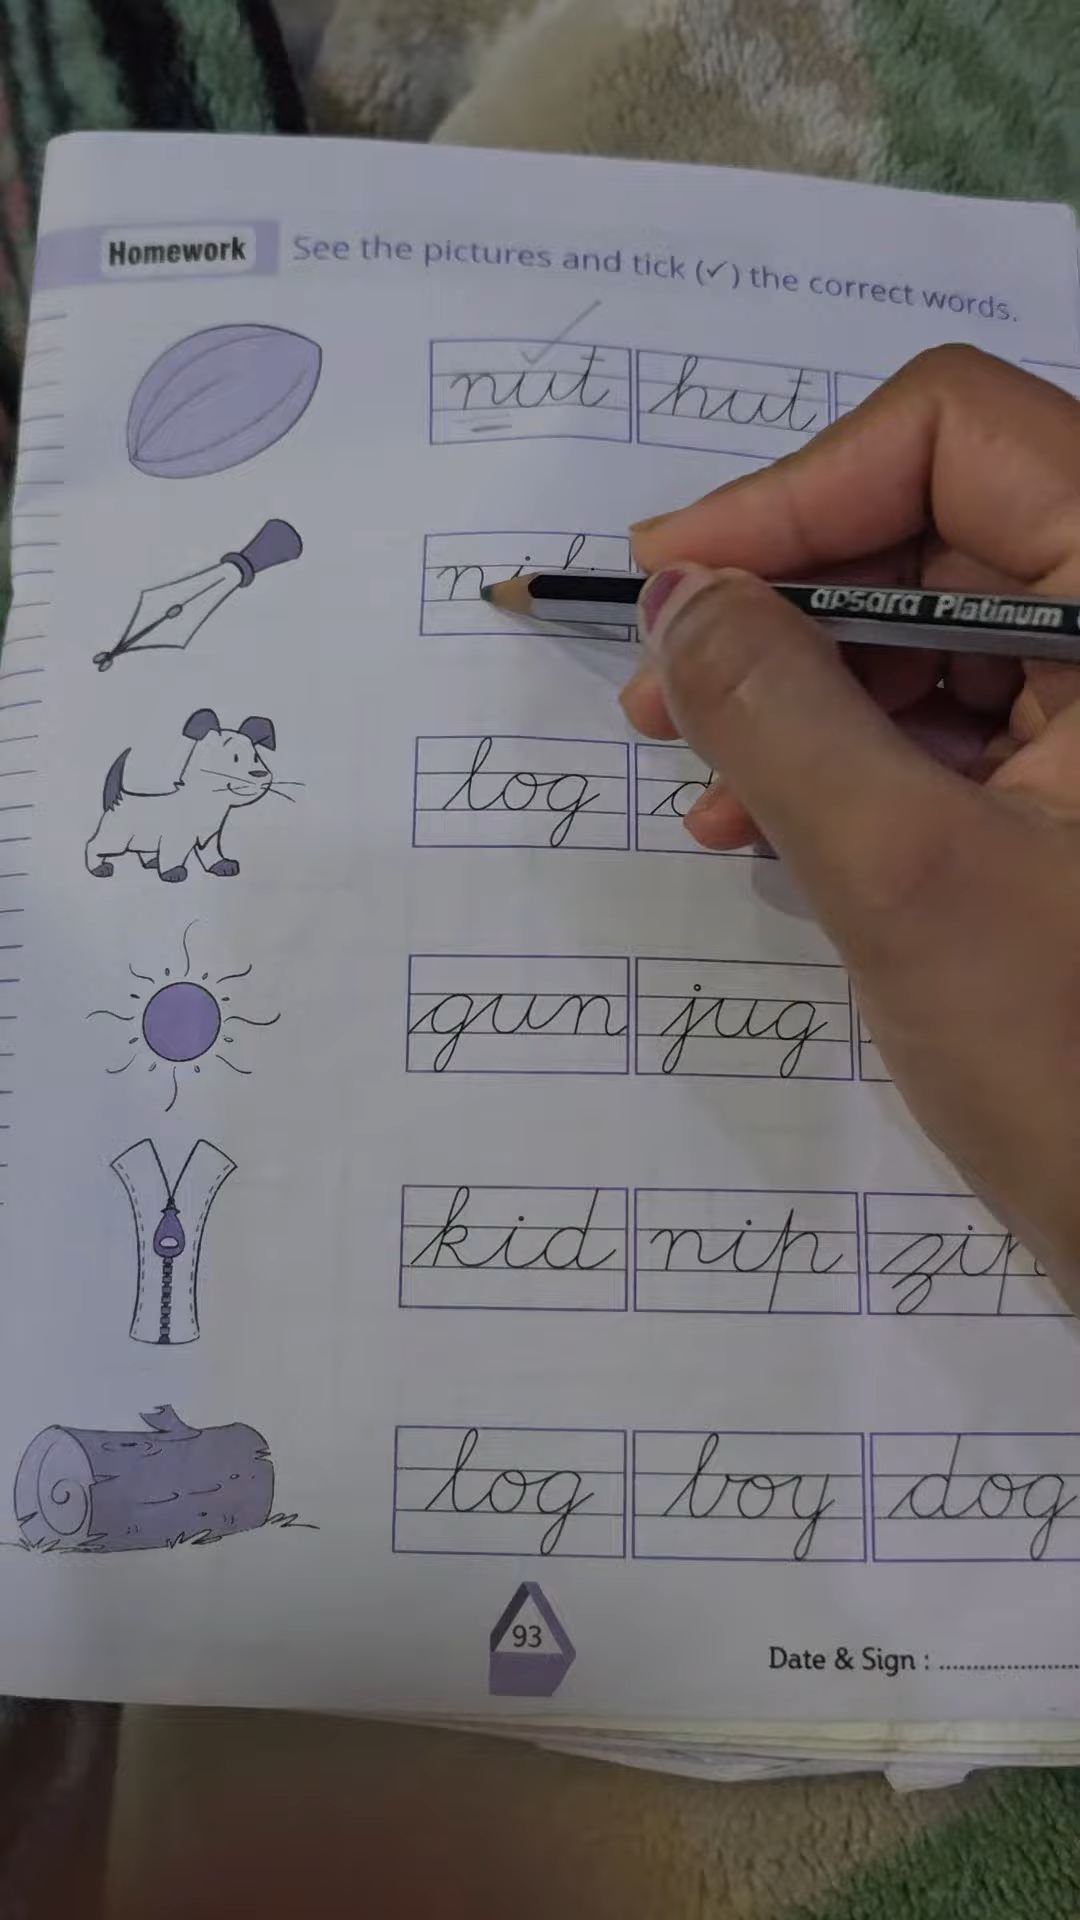 Homework See the pictures and tick (✓) the correct words.
nut hut
log
gun jug
kid nip zip
log boy dog
93
Date & Sign : ....................
apsara Platinum